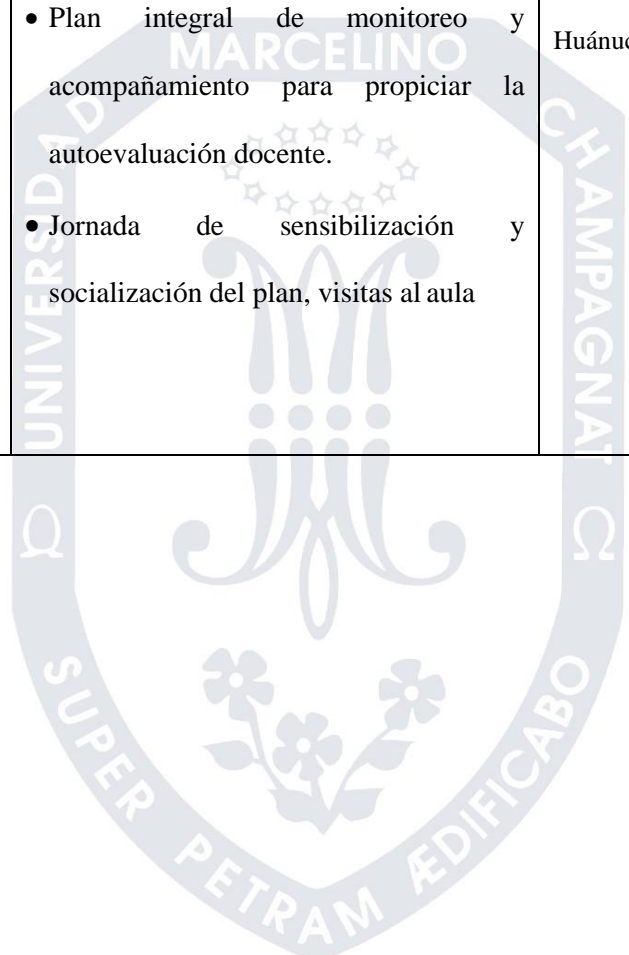 • Plan integral de monitoreo y
acompañamiento para propiciar la
autoevaluación docente.
• Jornada de sensibilización y
socialización del plan, visitas al aula
UNIVERSIDAD MARCELINO CHAMPAGNAT
Ω Ω
SUPER PETRAM ÆDIFICABO